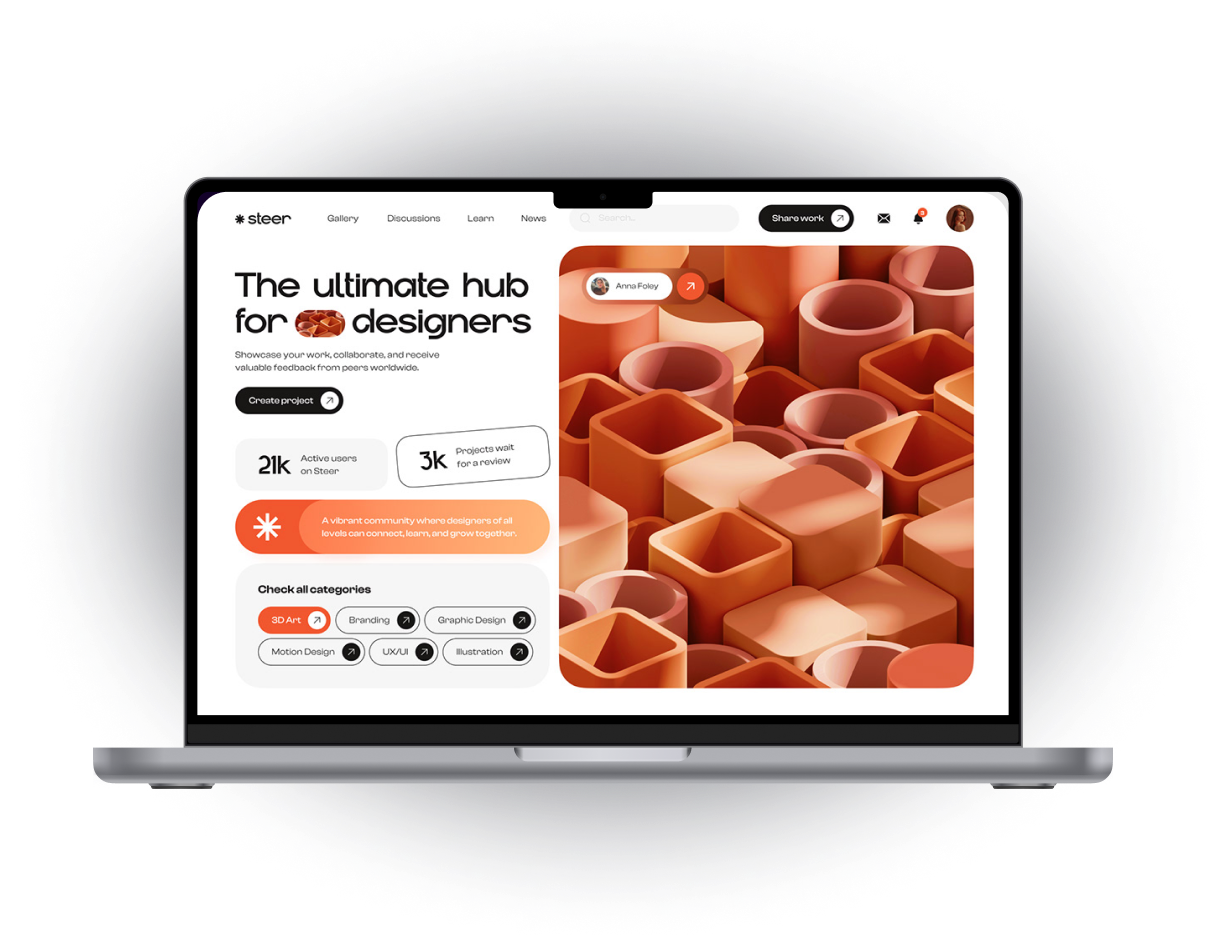 steer
Gallery
Discussions
Learn
News
Search...
Share work
3
The ultimate hub
for designers
Showcase your work, collaborate, and receive
valuable feedback from peers worldwide.
Create project
21k
Active users
on Steer
3k
Projects wait
for a review
A vibrant community where designers of all
levels can connect, learn, and grow together.
Check all categories
3D Art
Branding
Graphic Design
Motion Design
UX/UI
Illustration
Anna Foley